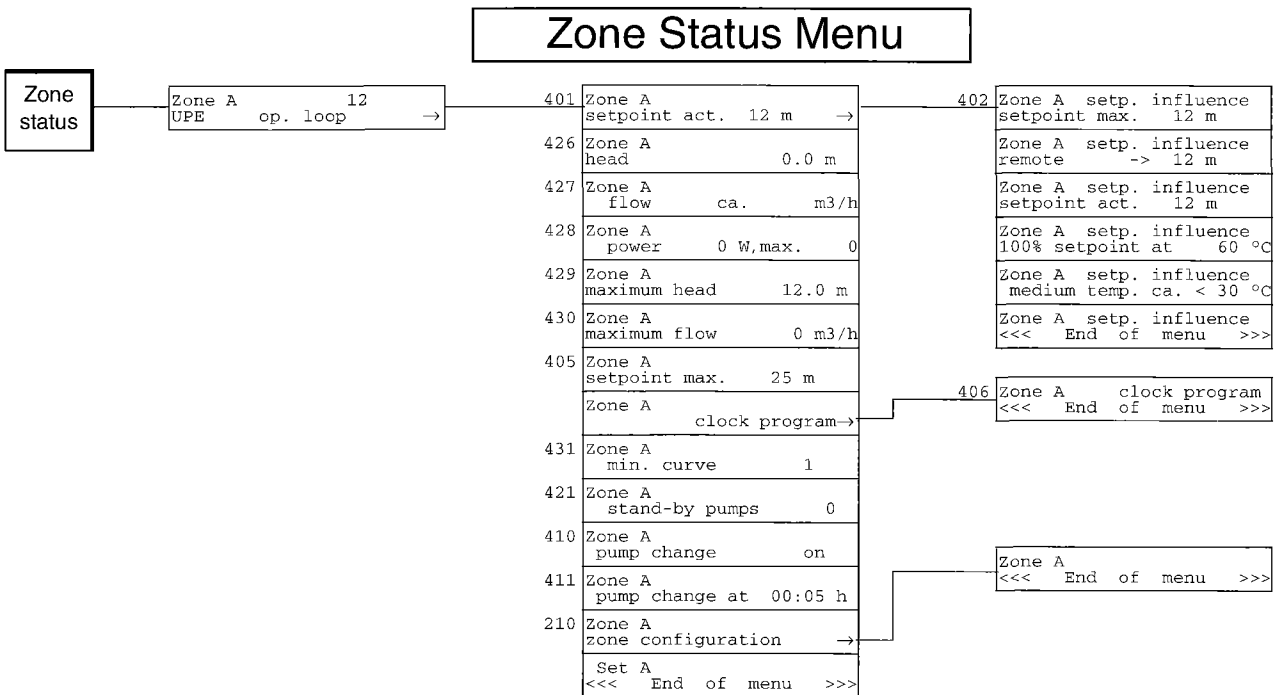 Zone Status Menu
Zone
status
Zone A 12
UPE op. loop →
401 Zone A
setpoint act. 12 m →
426 Zone A
head 0.0 m
427 Zone A
flow ca. m3/h
428 Zone A
power 0 W,max. 0
429 Zone A
maximum head 12.0 m
430 Zone A
maximum flow 0 m3/h
405 Zone A
setpoint max. 25 m
Zone A
clock program→
431 Zone A
min. curve 1
421 Zone A
stand-by pumps 0
410 Zone A
pump change on
411 Zone A
pump change at 00:05 h
210 Zone A
zone configuration →
Set A
<<< End of menu >>>
402 Zone A setp. influence
setpoint max. 12 m
Zone A setp. influence
remote -> 12 m
Zone A setp. influence
setpoint act. 12 m
Zone A setp. influence
100% setpoint at 60 °C
Zone A setp. influence
medium temp. ca. < 30 °C
Zone A setp. influence
<<< End of menu >>>
406 Zone A clock program
<<< End of menu >>>
Zone A
<<< End of menu >>>